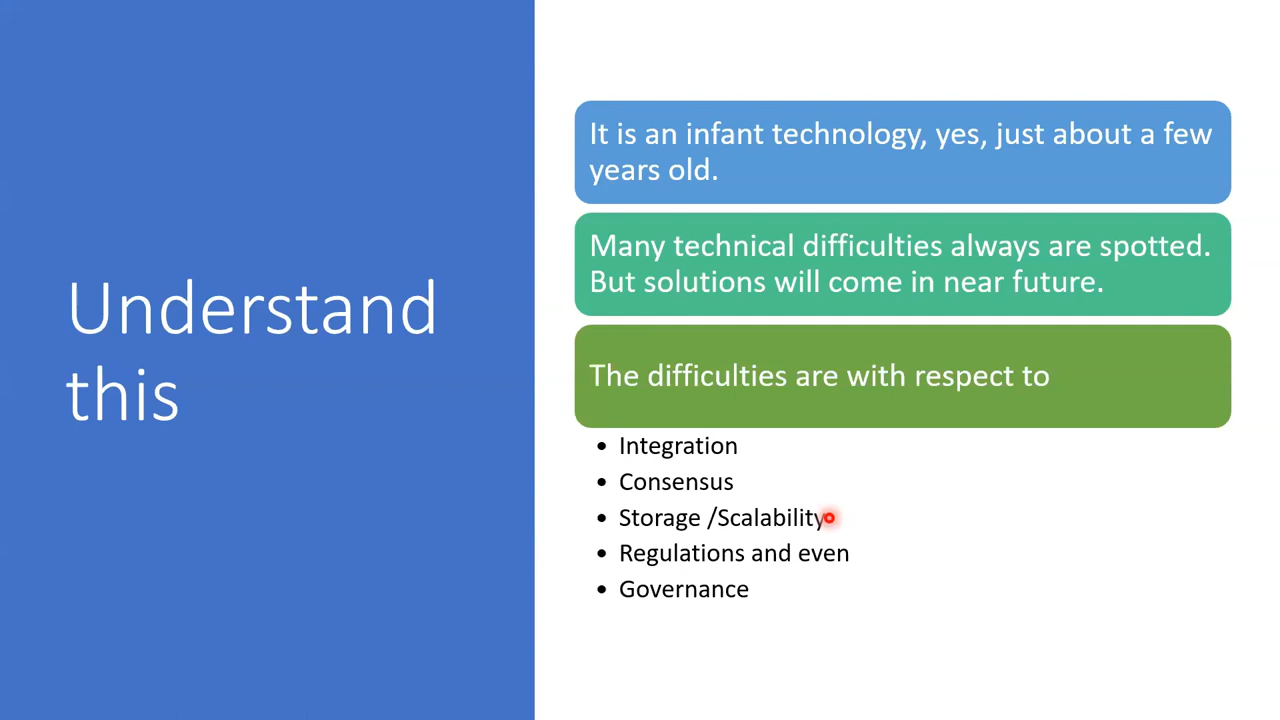 Understand
this
It is an infant technology, yes, just about a few
years old.
Many technical difficulties always are spotted.
But solutions will come in near future.
The difficulties are with respect to
• Integration
• Consensus
• Storage /Scalability
• Regulations and even
• Governance